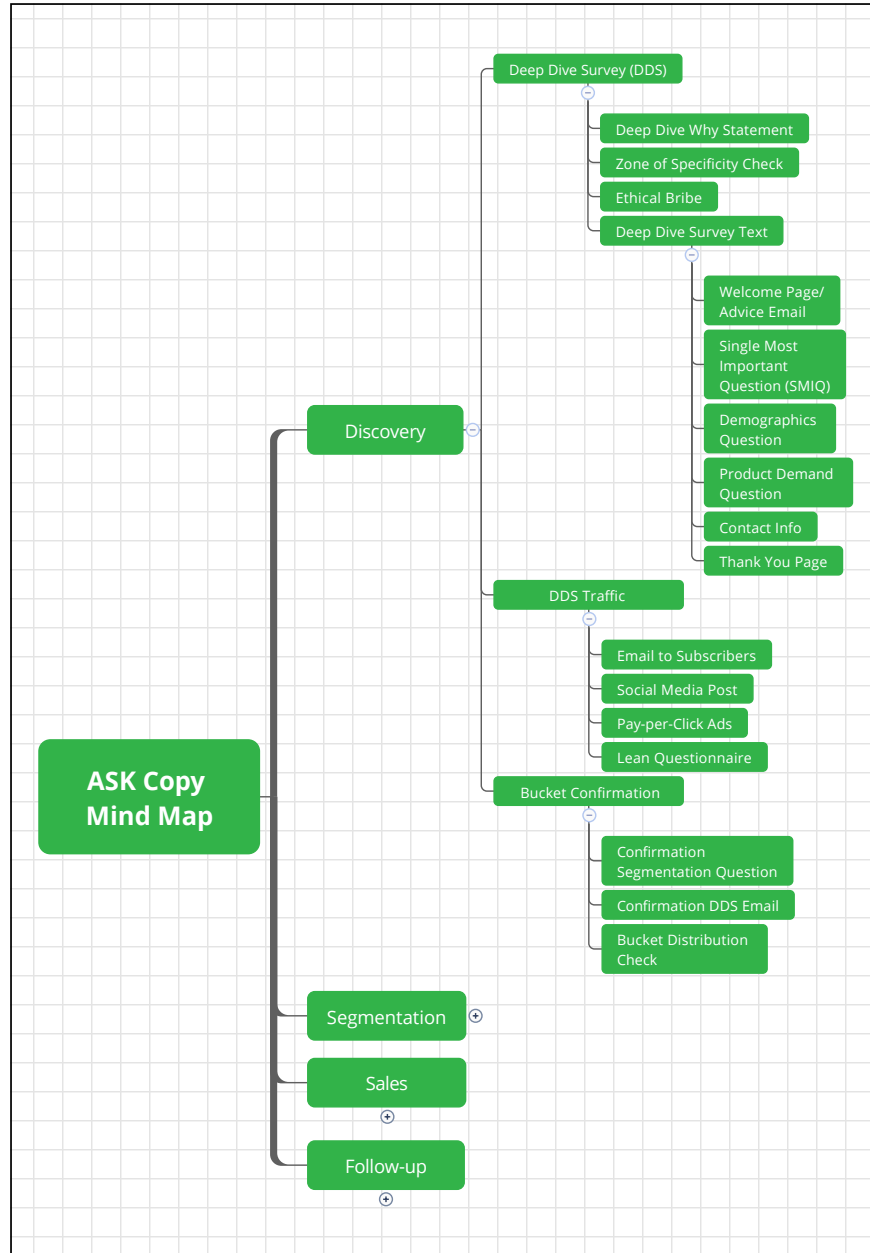 Deep Dive Survey (DDS)
Deep Dive Why Statement
Zone of Specificity Check
Ethical Bribe
Deep Dive Survey Text
Welcome Page/
Advice Email
Single Most
Important
Question (SMIQ)
Discovery
Demographics
Question
Product Demand
Question
Contact Info
Thank You Page
DDS Traffic
Email to Subscribers
Social Media Post
Pay-per-Click Ads
Lean Questionnaire
ASK Copy
Mind Map
Bucket Confirmation
Confirmation
Segmentation Question
Confirmation DDS Email
Bucket Distribution
Check
Segmentation
Sales
Follow-up